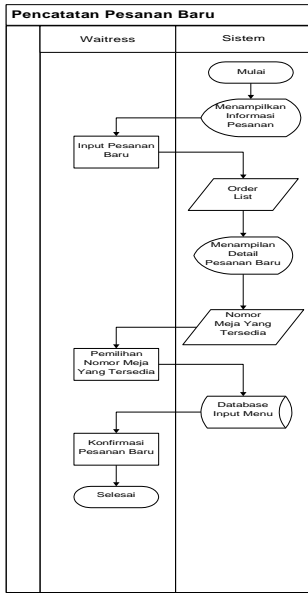 Pencatatan Pesanan Baru
Waitress
Sistem
Mulai
Menampilkan
Informasi
Pesanan
Input Pesanan
Baru
Order
List
Menampilan
Detail
Pesanan Baru
Nomor
Meja Yang
Tersedia
Pemilihan
Nomor Meja
Yang Tersedia
Database
Input Menu
Konfirmasi
Pesanan Baru
Selesai